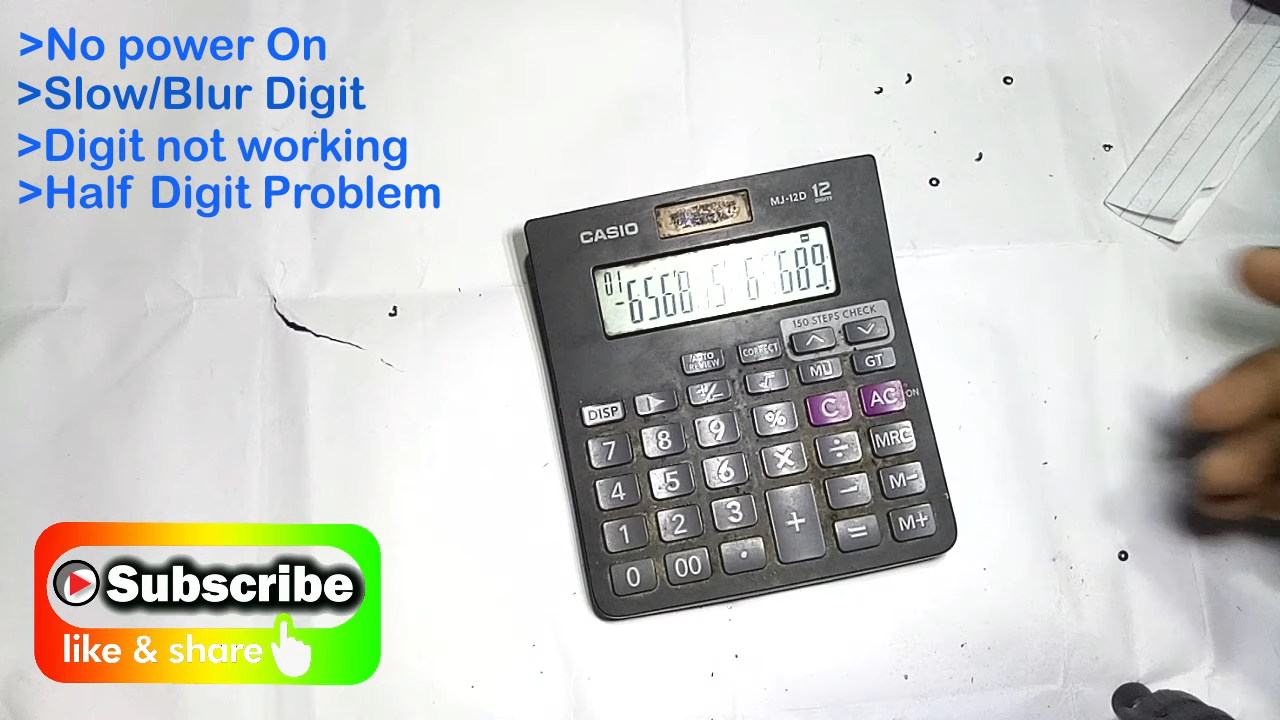 >No power On
>Slow/Blur Digit
>Digit not working
>Half Digit Problem
CASIO
MJ-12D 12
DIGITS
01
150 STEPS CHECK
AUTO REVIEW CORRECT
DISP +/- √ MU GT
7 8 9 % C AC ON
4 5 6 × ÷ MRC
1 2 3 + − M−
0 00 · = M+
Subscribe
like & share